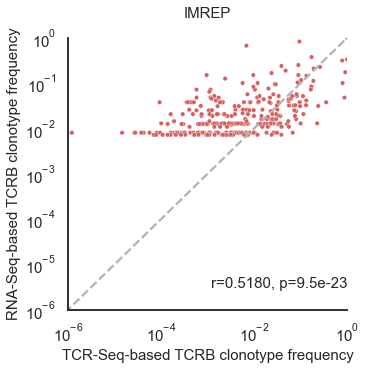 IMREP
RNA-Seq-based TCRB clonotype frequency
10⁰
10⁻¹
10⁻²
10⁻³
10⁻⁴
10⁻⁵
10⁻⁶
r=0.5180, p=9.5e-23
10⁻⁶ 10⁻⁴ 10⁻² 10⁰
TCR-Seq-based TCRB clonotype frequency